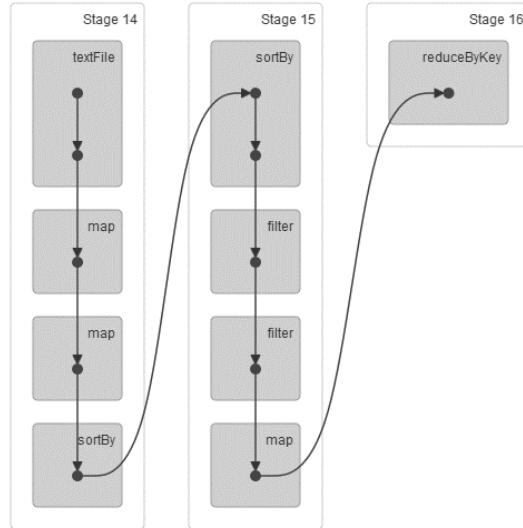 Stage 14
textFile
map
map
sortBy
Stage 15
sortBy
filter
filter
map
Stage 16
reduceByKey